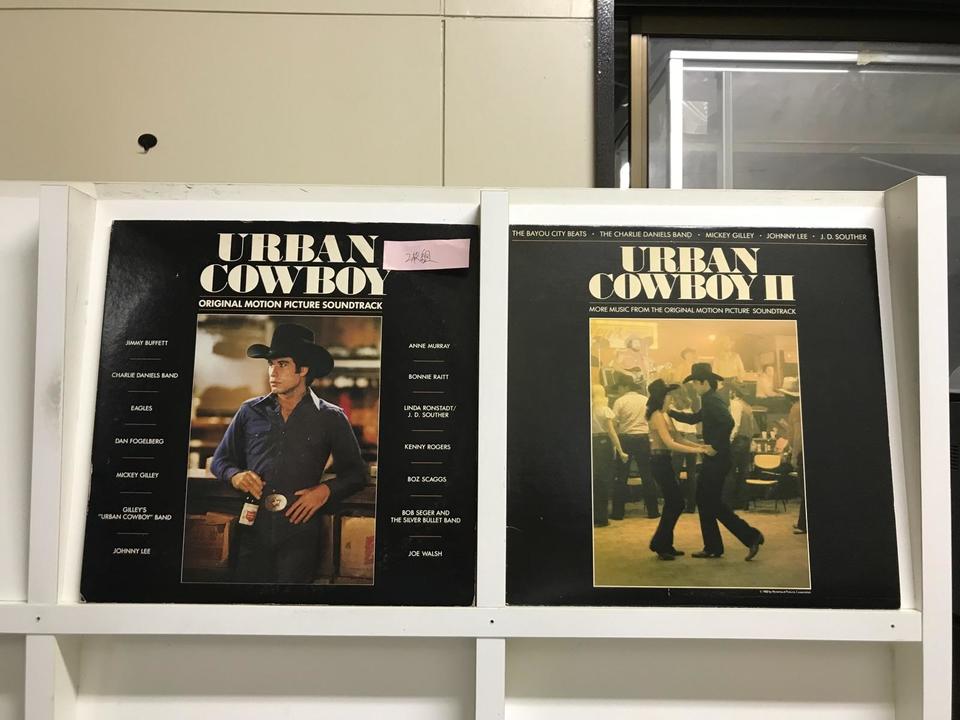 URBAN
COWBOY
ORIGINAL MOTION PICTURE SOUNDTRACK
2枚組
JIMMY BUFFETT
CHARLIE DANIELS BAND
EAGLES
DAN FOGELBERG
MICKEY GILLEY
GILLEY'S
"URBAN COWBOY" BAND
JOHNNY LEE
ANNE MURRAY
BONNIE RAITT
LINDA RONSTADT/
J. D. SOUTHER
KENNY ROGERS
BOZ SCAGGS
BOB SEGER AND
THE SILVER BULLET BAND
JOE WALSH
THE BAYOU CITY BEATS • THE CHARLIE DANIELS BAND • MICKEY GILLEY • JOHNNY LEE • J. D. SOUTHER
URBAN
COWBOY II
MORE MUSIC FROM THE ORIGINAL MOTION PICTURE SOUNDTRACK